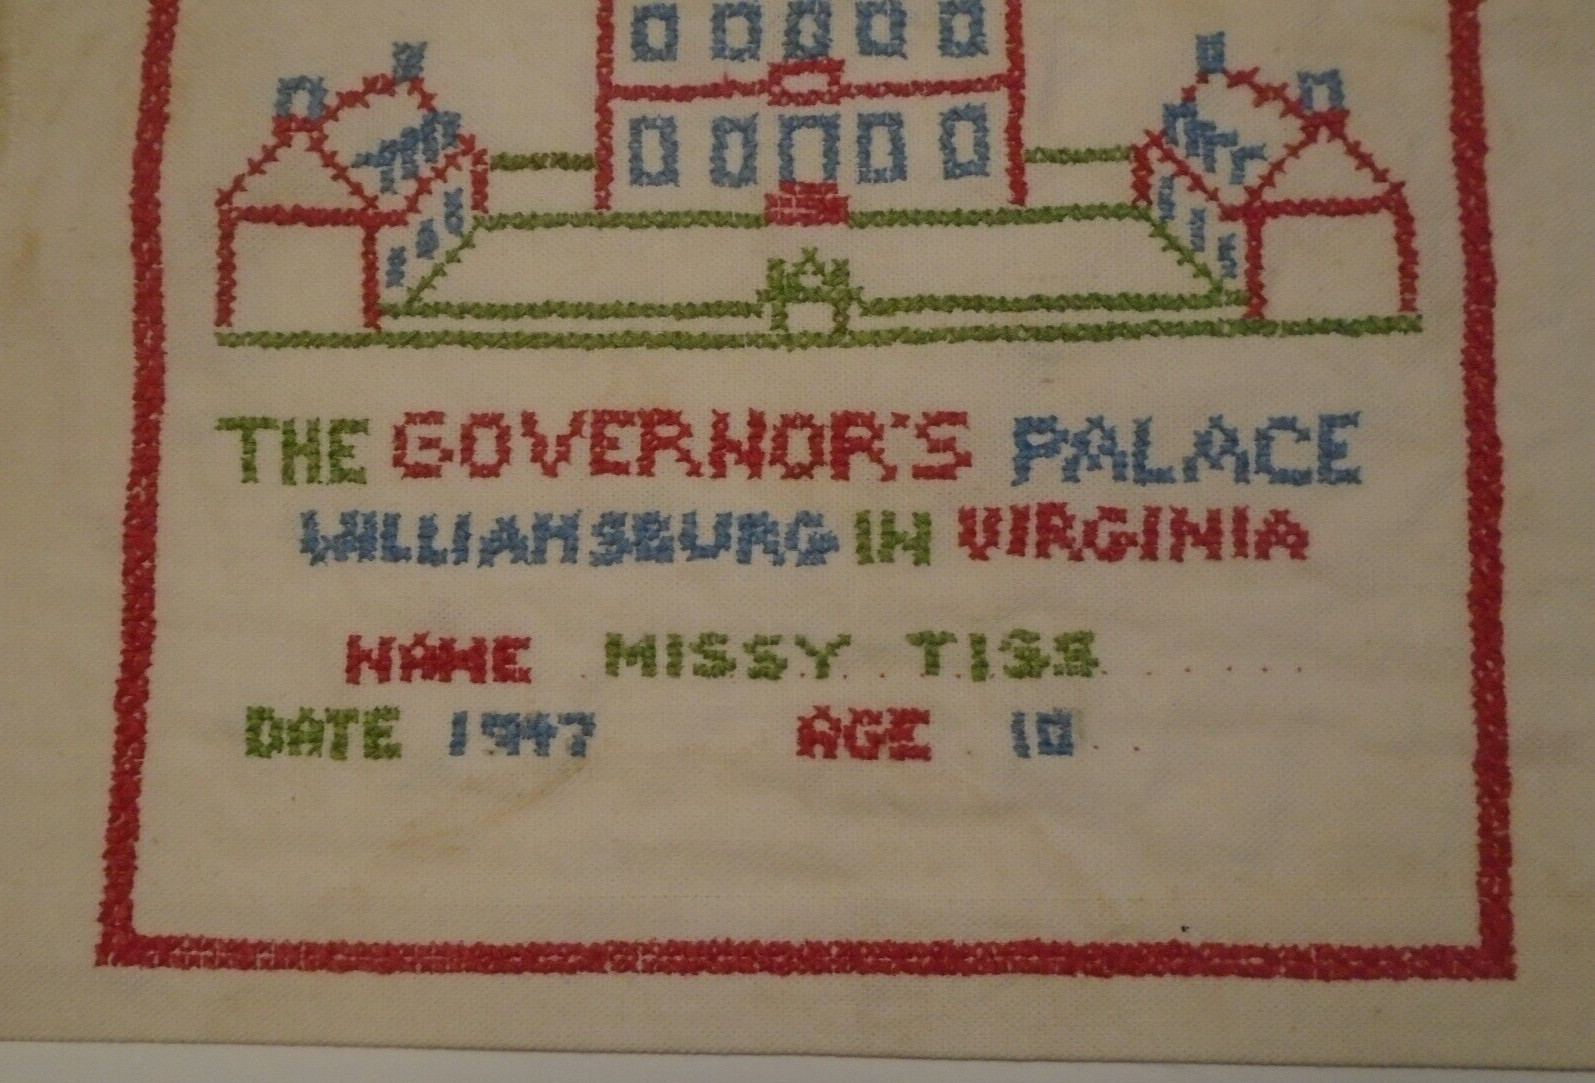 THE GOVERNOR'S PALACE
WILLIAMSBURG IN VIRGINIA
NAME MISSY TISS
DATE 1947 AGE 10